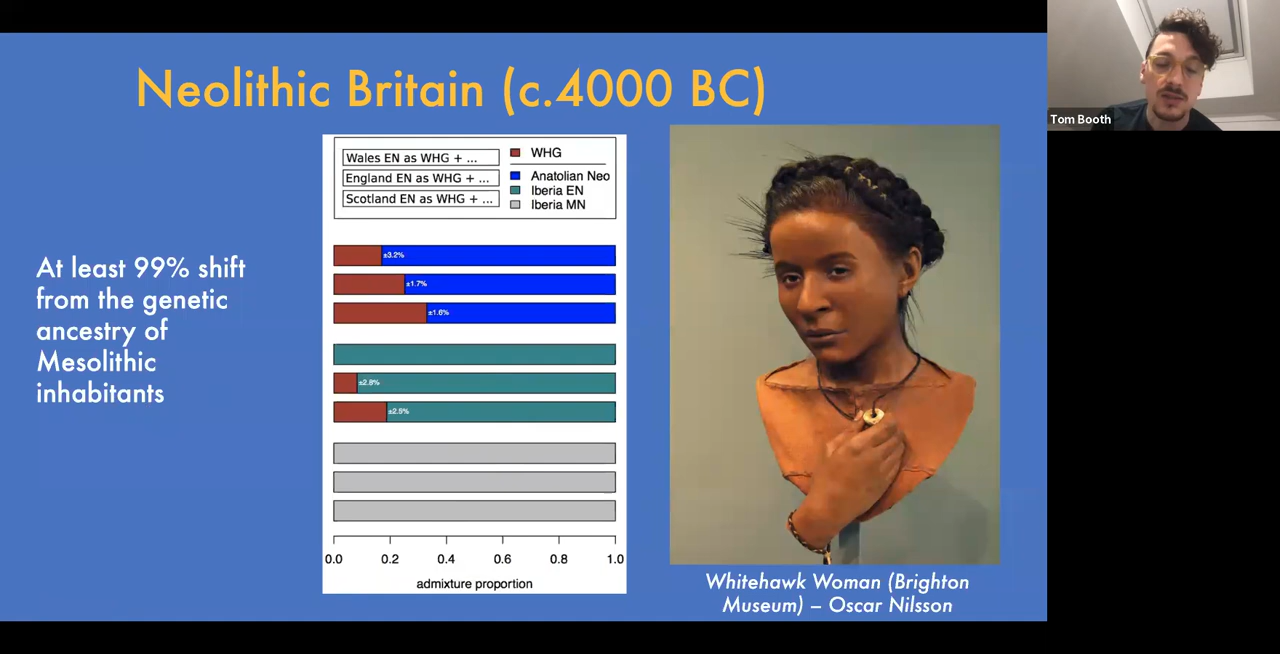 Neolithic Britain (c.4000 BC)
Tom Booth
At least 99% shift
from the genetic
ancestry of
Mesolithic
inhabitants
Wales EN as WHG + ...
England EN as WHG + ...
Scotland EN as WHG + ...
WHG
Anatolian Neo
Iberia EN
Iberia MN
±3.2%
±1.7%
±1.6%
±2.8%
±2.5%
0.0 0.2 0.4 0.6 0.8 1.0
admixture proportion
Whitehawk Woman (Brighton
Museum) – Oscar Nilsson